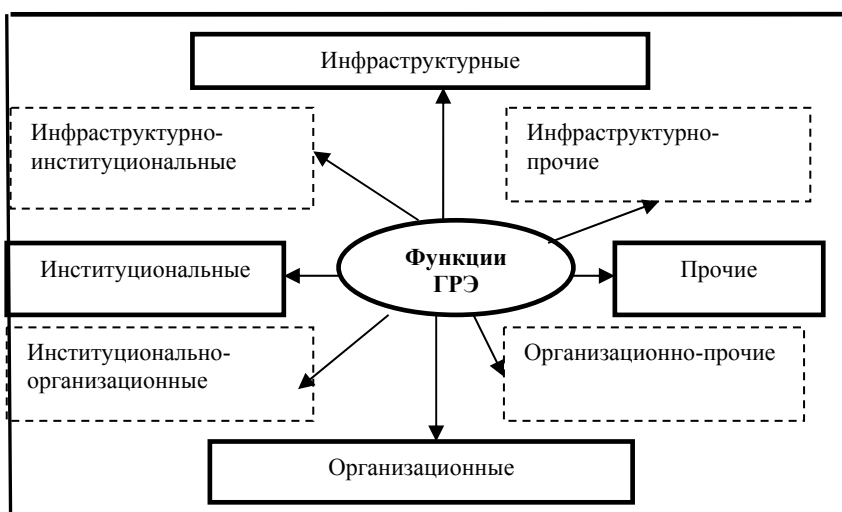 Инфраструктурные
Инфраструктурно-
институциональные
Инфраструктурно-
прочие
Функции
ГРЭ
Институциональные
Прочие
Институционально-
организационные
Организационно-прочие
Организационные